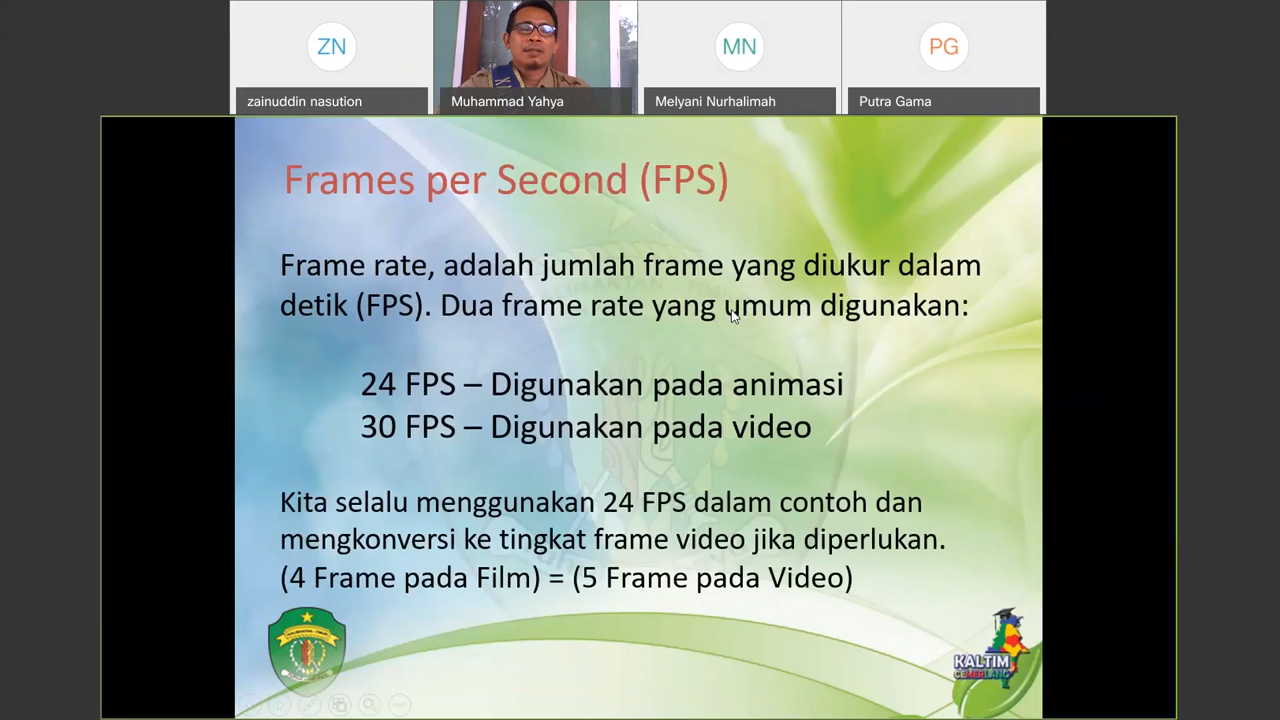 ZN
MN
PG
zainuddin nasution
Muhammad Yahya
Melyani Nurhalimah
Putra Gama
Frames per Second (FPS)
Frame rate, adalah jumlah frame yang diukur dalam
detik (FPS). Dua frame rate yang umum digunakan:
24 FPS – Digunakan pada animasi
30 FPS – Digunakan pada video
Kita selalu menggunakan 24 FPS dalam contoh dan
mengkonversi ke tingkat frame video jika diperlukan.
(4 Frame pada Film) = (5 Frame pada Video)
KALTIM
CEMERLANG